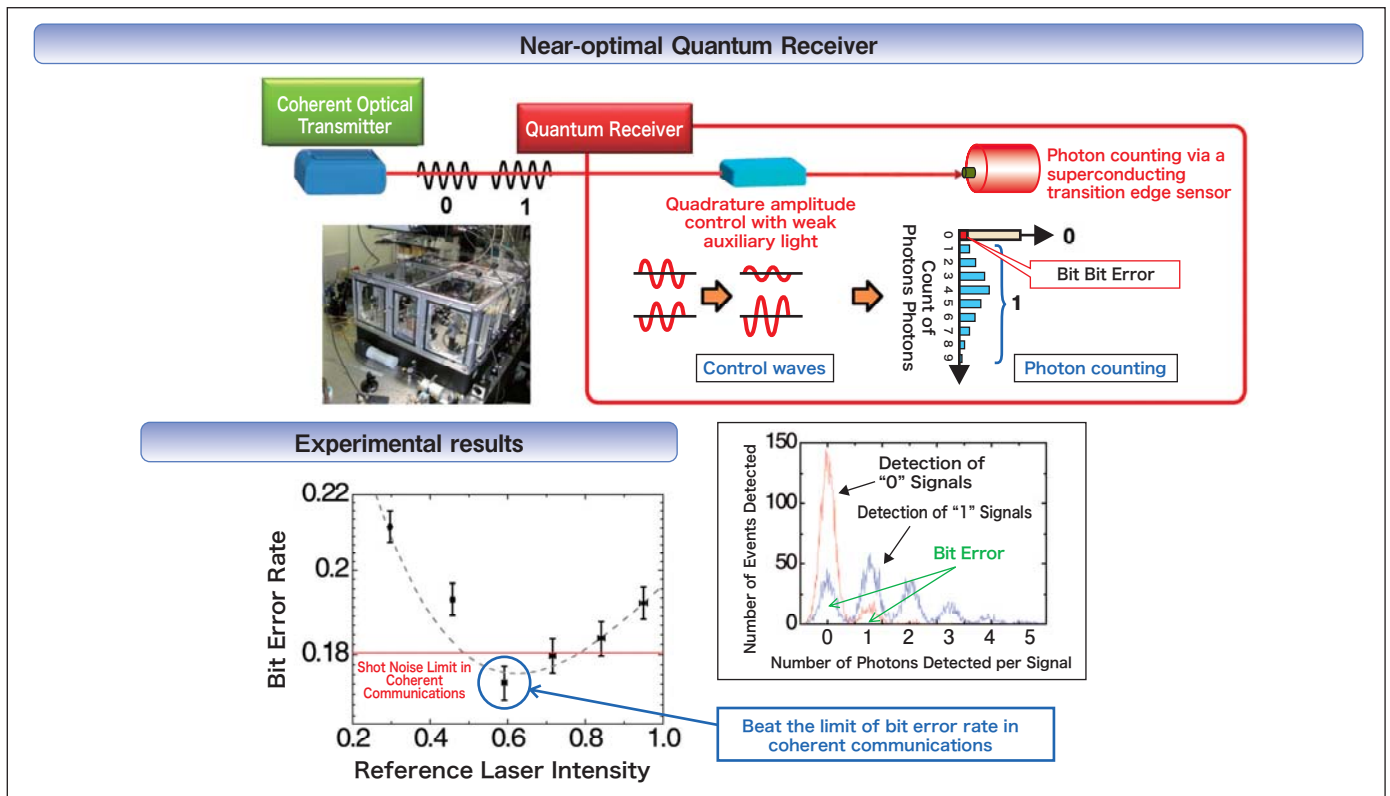 Near-optimal Quantum Receiver
Coherent Optical
Transmitter
Quantum Receiver
0
1
Photon counting via a
superconducting
transition edge sensor
Quadrature amplitude
control with weak
auxiliary light
Control waves
Count of
Photons Photons
0
1
2
3
4
5
6
7
8
9
0
Bit Bit Error
1
Photon counting
Experimental results
Bit Error Rate
0.22
0.2
0.18
Shot Noise Limit in
Coherent
Communications
0.2 0.4 0.6 0.8 1.0
Reference Laser Intensity
Number of Events Detected
150
100
50
0
Detection of
“0” Signals
Detection of “1” Signals
Bit Error
0 1 2 3 4 5
Number of Photons Detected per Signal
Beat the limit of bit error rate in
coherent communications